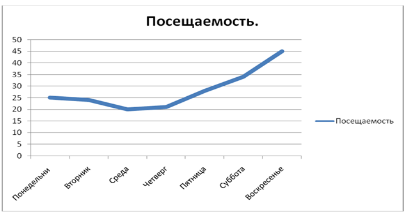 Посещаемость.
50
45
40
35
30
25
20
15
10
5
0
Посещаемость
Понедельни
Вторник
Среда
Четверг
Пятница
Суббота
Воскресенье